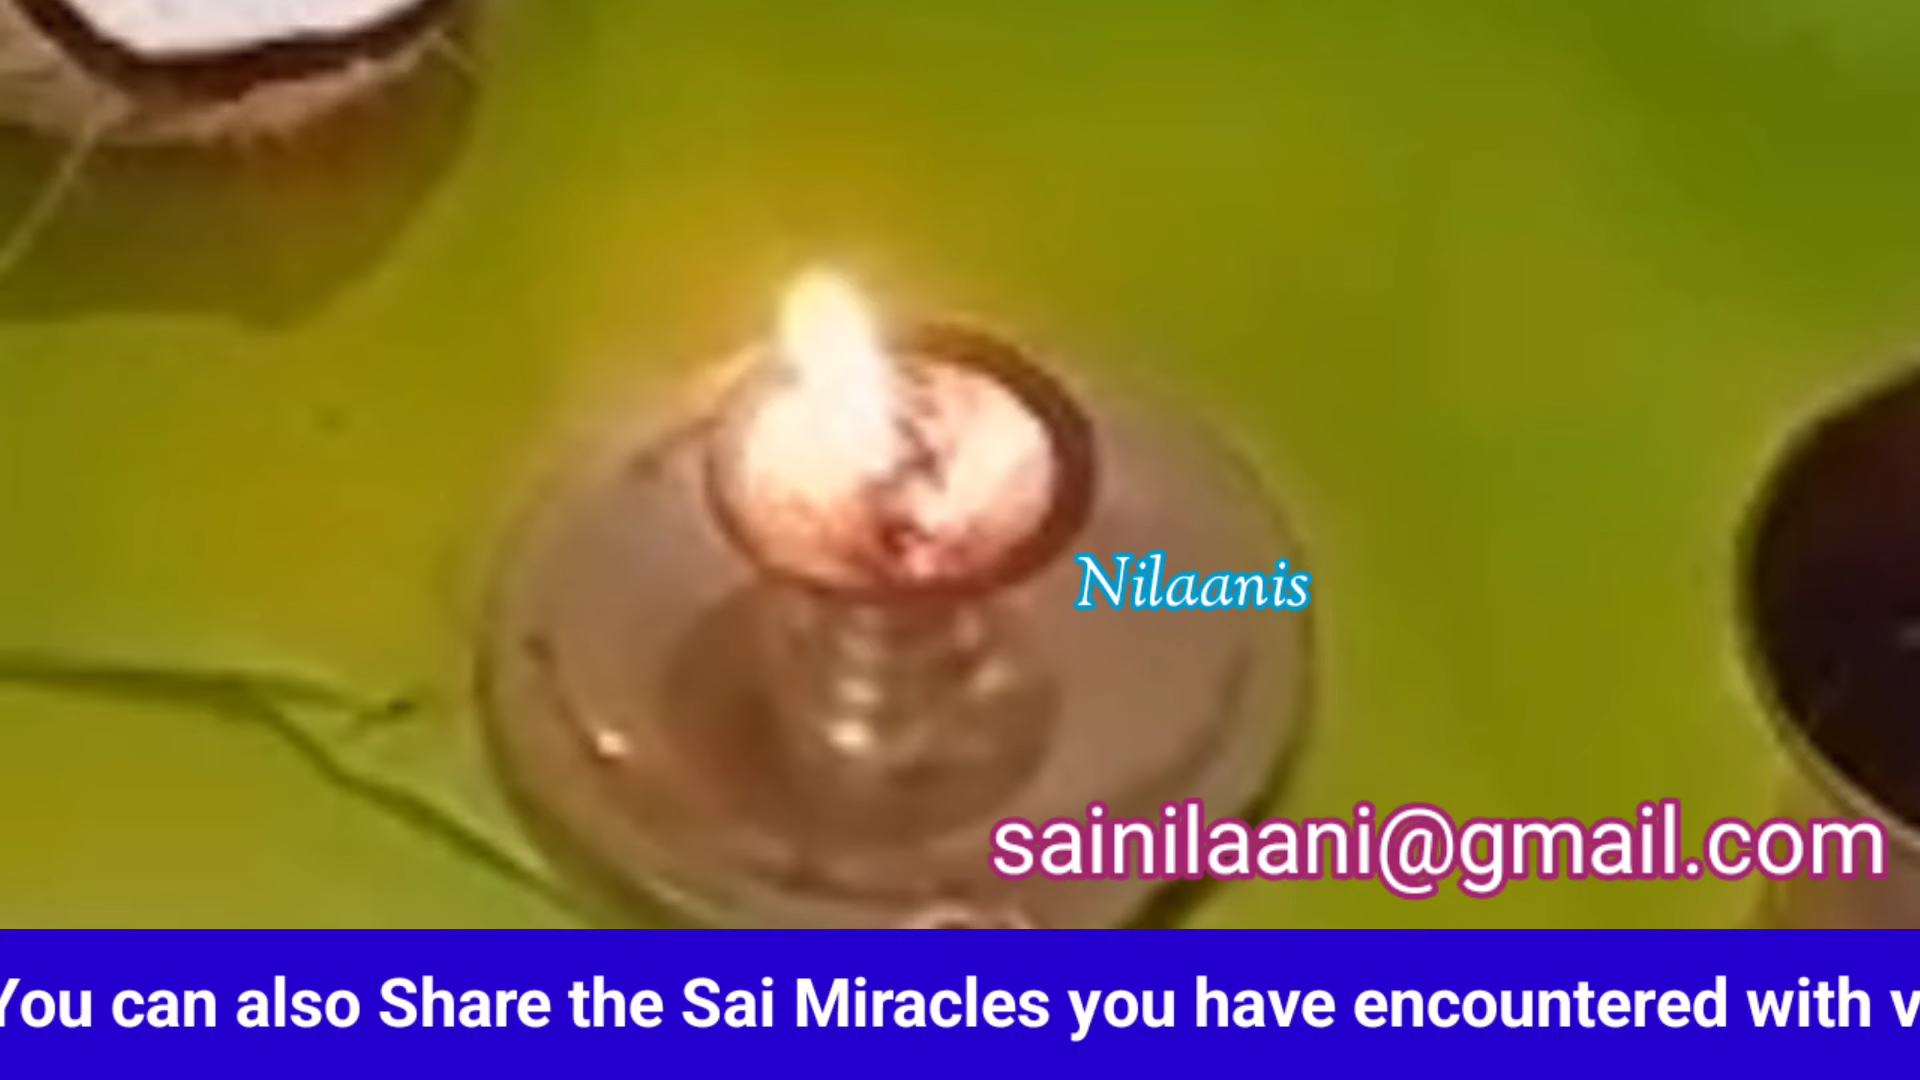 Nilaanis
sainilaani@gmail.com
You can also Share the Sai Miracles you have encountered with